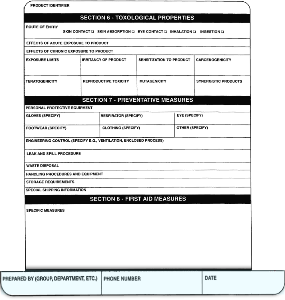 PRODUCT IDENTIFIER
SECTION 6 - TOXOLOGICAL PROPERTIES
ROUTE OF ENTRY
SKIN CONTACT □ SKIN ABSORPTION □ EYE CONTACT □ INHALATION □ INGESTION □
EFFECTS OF ACUTE EXPOSURE TO PRODUCT
EFFECTS OF CHRONIC EXPOSURE TO PRODUCT
EXPOSURE LIMITS IRRITANCY OF PRODUCT SENSITIZATION TO PRODUCT CARCINOGENICITY
TERATOGENICITY REPRODUCTIVE TOXICITY MUTAGENICITY SYNERGISTIC PRODUCTS
SECTION 7 - PREVENTATIVE MEASURES
PERSONAL PROTECTIVE EQUIPMENT
GLOVES (SPECIFY) RESPIRATOR (SPECIFY) EYE (SPECIFY)
FOOTWEAR (SPECIFY) CLOTHING (SPECIFY) OTHER (SPECIFY)
ENGINEERING CONTROL (SPECIFY E.G., VENTILATION, ENCLOSED PROCESS)
LEAK AND SPILL PROCEDURE
WASTE DISPOSAL
HANDLING PROCEDURES AND EQUIPMENT
STORAGE REQUIREMENTS
SPECIAL SHIPPING INFORMATION
SECTION 8 - FIRST AID MEASURES
SPECIFIC MEASURES
PREPARED BY (GROUP, DEPARTMENT, ETC.) PHONE NUMBER DATE